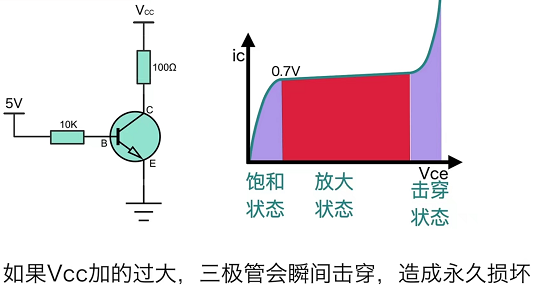 Vcc
100Ω
C
5V
10K
B
E
ic
0.7V
Vce
饱和
状态
放大
状态
击穿
状态
如果Vcc加的过大，三极管会瞬间击穿，造成永久损坏